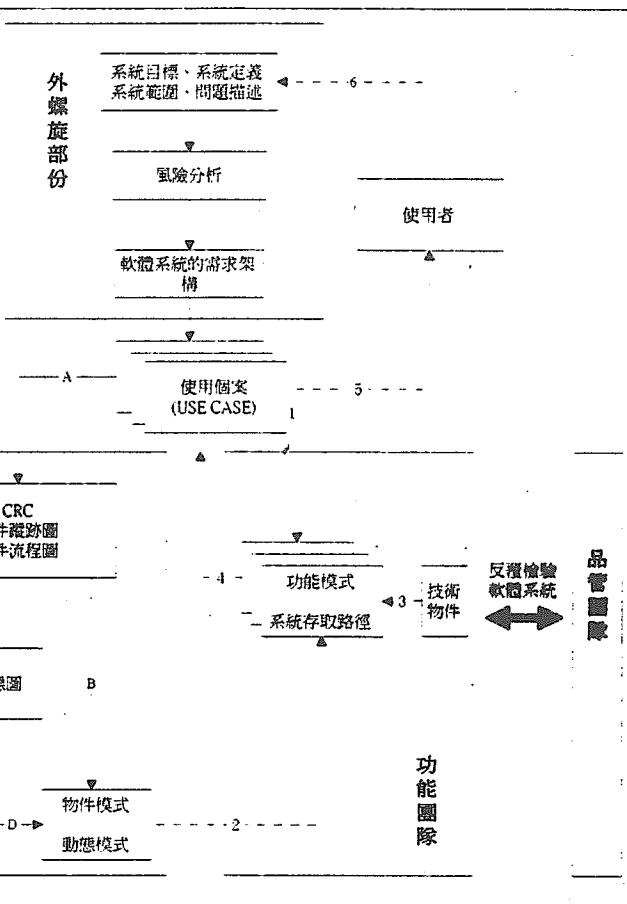 外螺旋部份
系統目標、系統定義
系統範圍、問題描述
6
風險分析
使用者
軟體系統的需求架
構
A
使用個案
(USE CASE)
1
5
CRC
件蹤跡圖
件流程圖
4
功能模式
系統存取路徑
3
技術
物件
反覆檢驗
軟體系統
品管團隊
態圖
B
功能團隊
D
物件模式
動態模式
2